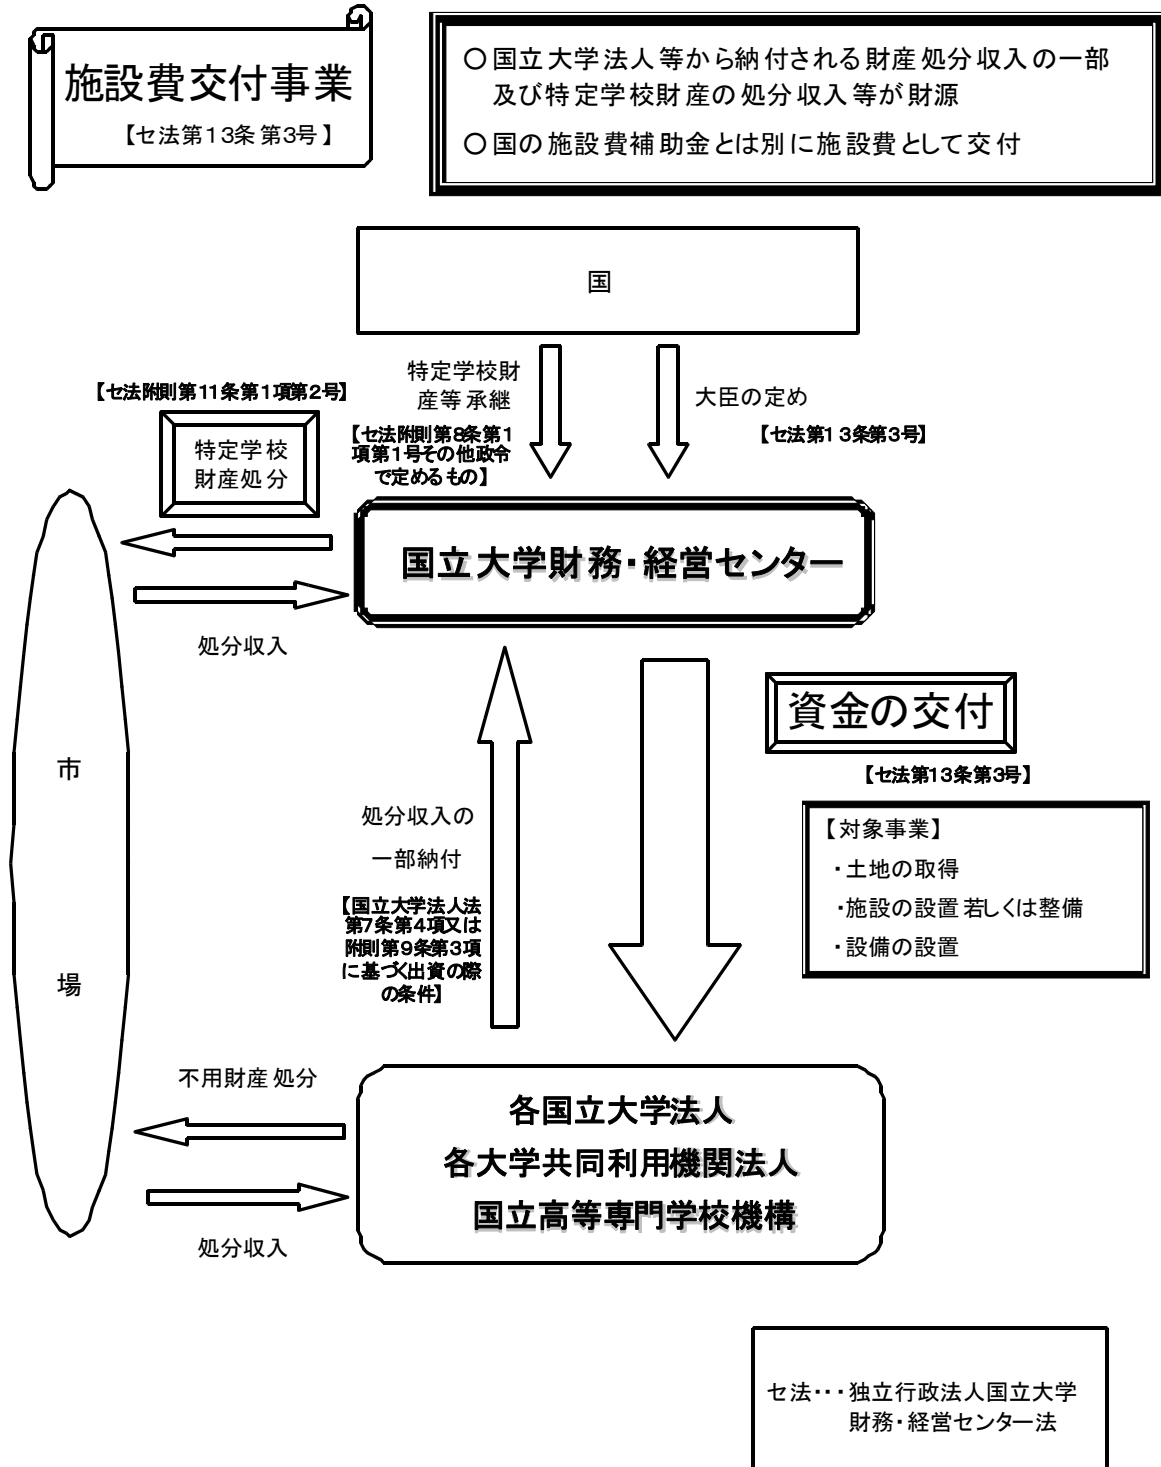 施設費交付事業
【セ法第13条第3号】
○国立大学法人等から納付される財産処分収入の一部
及び特定学校財産の処分収入等が財源
○国の施設費補助金とは別に施設費として交付
国
特定学校財
産等承継
【セ法附則第8条第1
項第1号その他政令
で定めるもの】
大臣の定め
【セ法第13条第3号】
【セ法附則第11条第1項第2号】
特定学校
財産処分
国立大学財務・経営センター
処分収入
市
場
処分収入の
一部納付
【国立大学法人法
第7条第4項又は
附則第9条第3項
に基づく出資の際
の条件】
資金の交付
【セ法第13条第3号】
【対象事業】
・土地の取得
・施設の設置若しくは整備
・設備の設置
不用財産処分
処分収入
各国立大学法人
各大学共同利用機関法人
国立高等専門学校機構
セ法・・・独立行政法人国立大学
財務・経営センター法